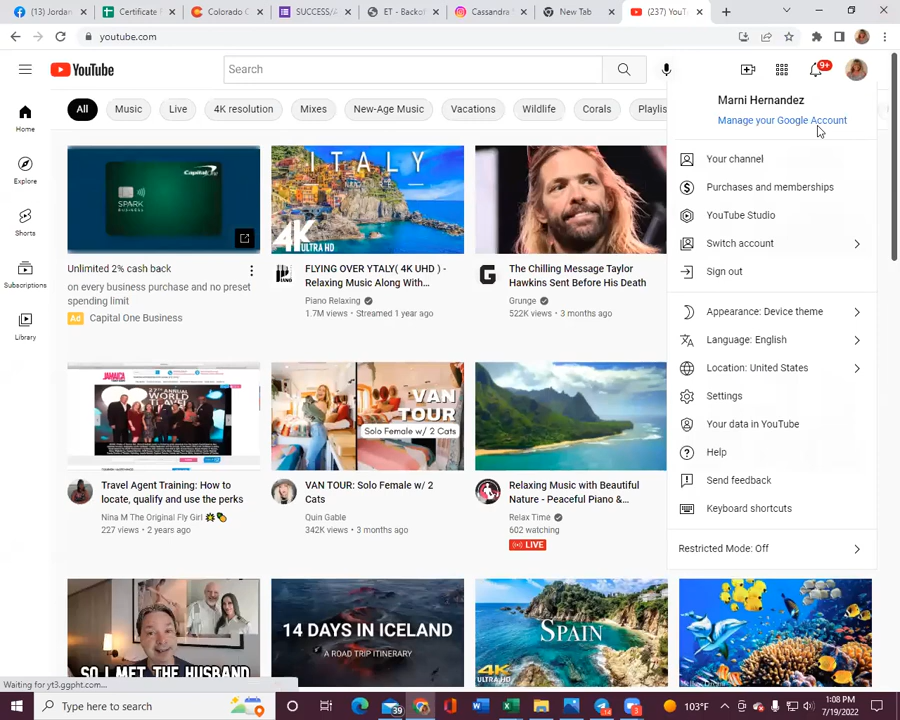 (13) Jordan
Certificate F
Colorado C
SUCCESS/A
ET - Backof
Cassandra
New Tab
(237) YouT
youtube.com
YouTube
Search
9+
All
Music
Live
4K resolution
Mixes
New-Age Music
Vacations
Wildlife
Corals
Playlis
Home
Explore
Shorts
Subscriptions
Library
Marni Hernandez
Manage your Google Account
Your channel
Purchases and memberships
YouTube Studio
Switch account
Sign out
Appearance: Device theme
Language: English
Location: United States
Settings
Your data in YouTube
Help
Send feedback
Keyboard shortcuts
Restricted Mode: Off
Capital One
SPARK
BUSINESS
Unlimited 2% cash back
on every business purchase and no preset
spending limit
Ad Capital One Business
ITALY
4K ULTRA HD
FLYING OVER YTALY( 4K UHD ) -
Relaxing Music Along With...
Piano Relaxing
1.7M views • Streamed 1 year ago
G
The Chilling Message Taylor
Hawkins Sent Before His Death
Grunge
522K views • 3 months ago
JAMAICA
27TH ANNUAL
WORLD
Travel Agent Training: How to
locate, qualify and use the perks
Nina M The Original Fly Girl
227 views • 2 years ago
VAN
TOUR:
Solo Female w/ 2 Cats
VAN TOUR: Solo Female w/ 2
Cats
Quin Gable
342K views • 3 months ago
Relaxing Music with Beautiful
Nature - Peaceful Piano &...
Relax Time
602 watching
LIVE
SO I MET THE HUSBAND
14 DAYS IN ICELAND
A ROAD TRIP ITINERARY
SPAIN
4K
ULTRA HD
Waiting for yt3.ggpht.com...
Type here to search
39
14
103°F
1:08 PM
7/19/2022